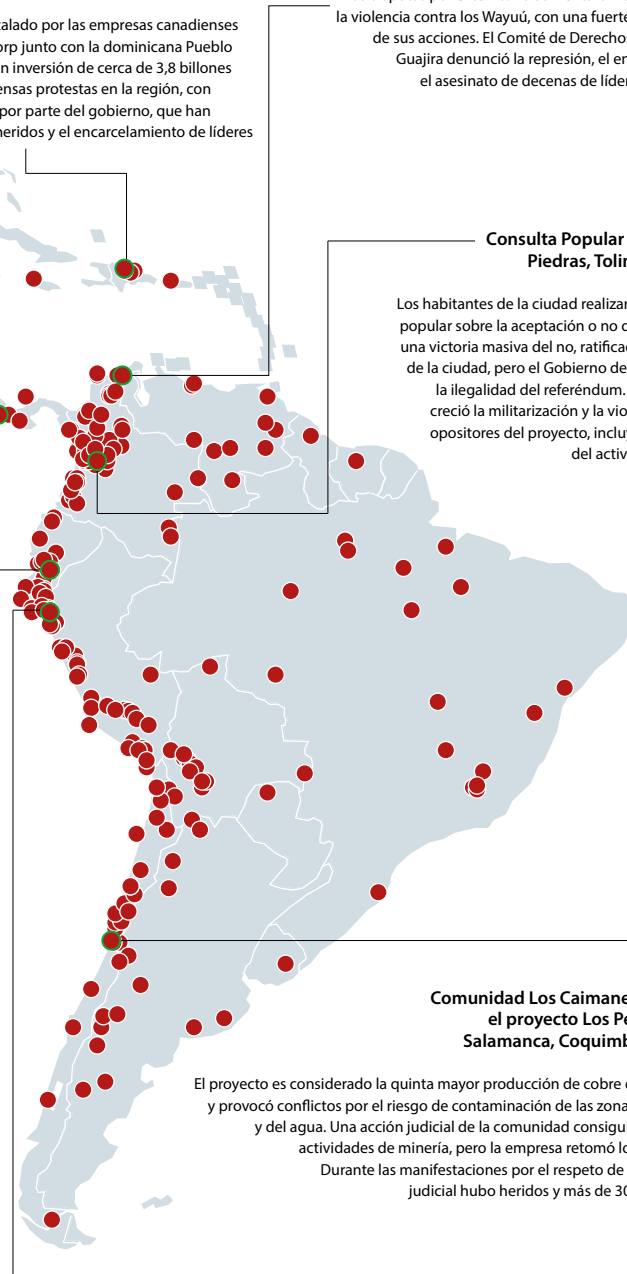 talado por las empresas canadienses
orp junto con la dominicana Pueblo
n inversión de cerca de 3,8 billones
ensas protestas en la región, con
por parte del gobierno, que han
eridos y el encarcelamiento de líderes
la violencia contra los Wayuú, con una fuerte
de sus acciones. El Comité de Derechos
Guajira denunció la represión, el en
el asesinato de decenas de líder
Consulta Popular
Piedras, Tolir
Los habitantes de la ciudad realizar
popular sobre la aceptación o no d
una victoria masiva del no, ratifica
de la ciudad, pero el Gobierno de
la ilegalidad del referéndum.
creció la militarización y la vio
opositores del proyecto, incluy
del activ
Comunidad Los Caimane
el proyecto Los Pe
Salamanca, Coquimb
El proyecto es considerado la quinta mayor producción de cobre d
y provocó conflictos por el riesgo de contaminación de las zona
y del agua. Una acción judicial de la comunidad consigui
actividades de minería, pero la empresa retomó lo
Durante las manifestaciones por el respeto de
judicial hubo heridos y más de 30